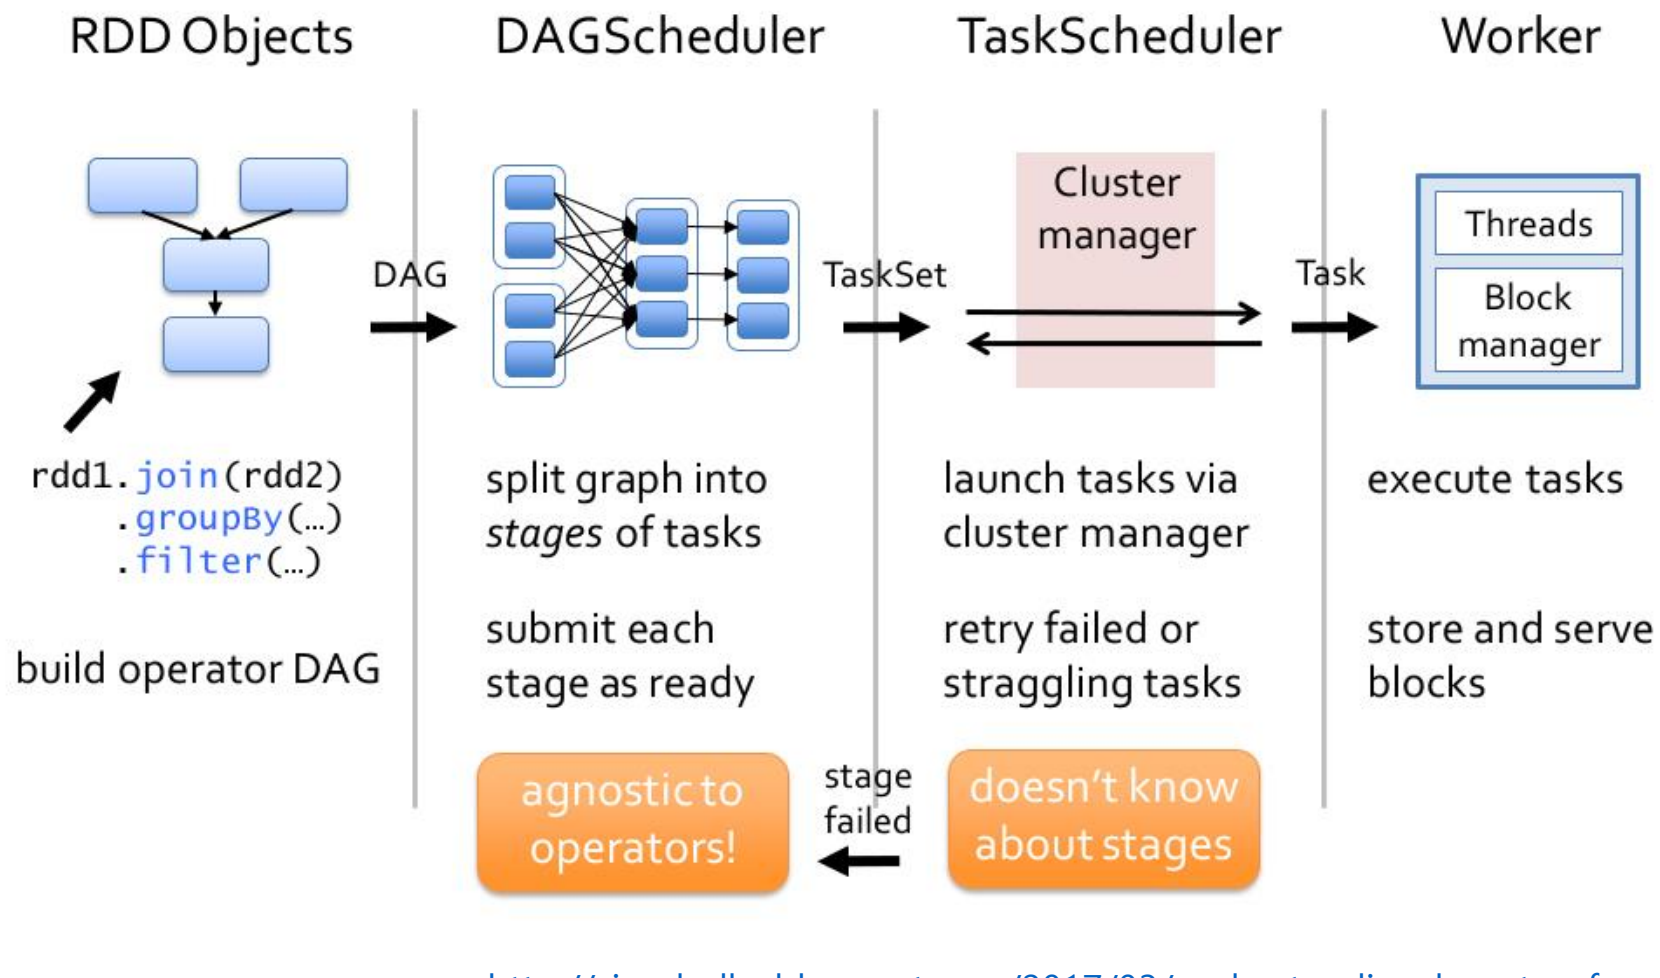 RDD Objects
DAGScheduler
TaskScheduler
Worker
DAG
TaskSet
Cluster
manager
Task
Threads
Block
manager
rdd1.join(rdd2)
.groupBy(…)
.filter(…)
build operator DAG
split graph into
stages of tasks
submit each
stage as ready
agnostic to
operators!
launch tasks via
cluster manager
retry failed or
straggling tasks
stage
failed
doesn't know
about stages
execute tasks
store and serve
blocks